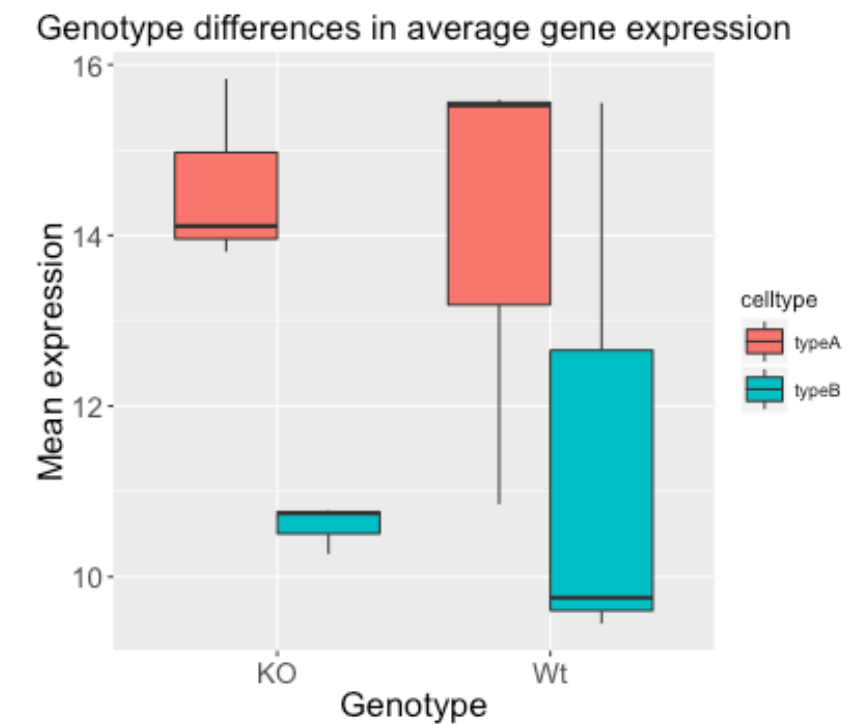 Genotype differences in average gene expression
16
14
12
10
Mean expression
KO
Wt
Genotype
celltype
typeA
typeB